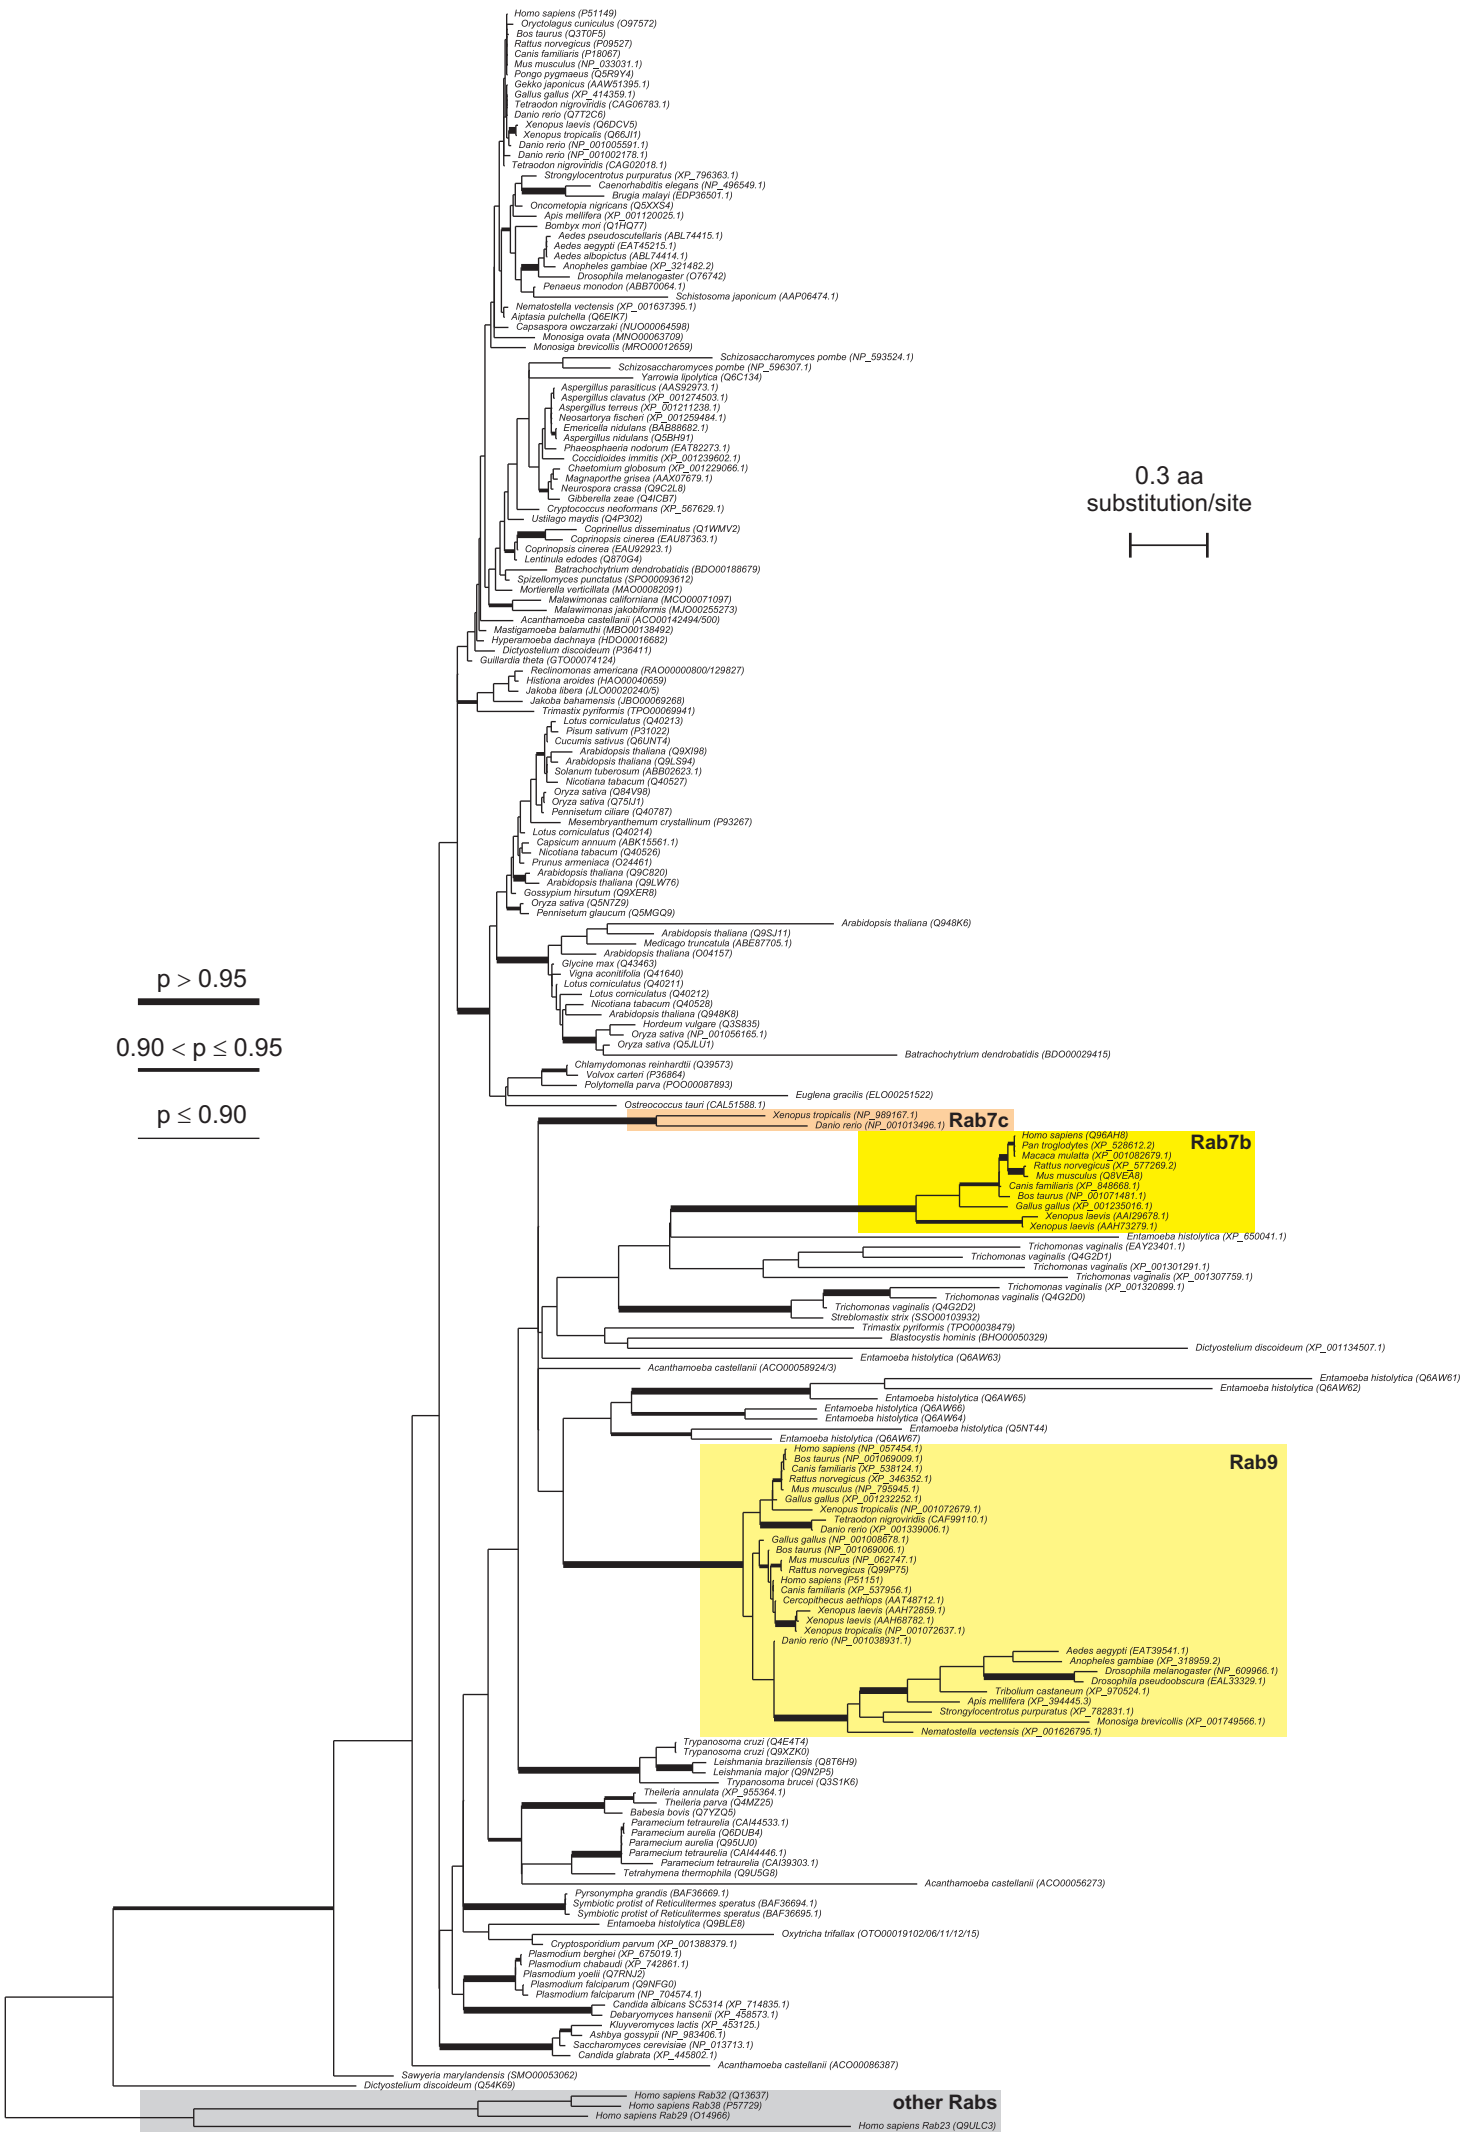 Homo sapiens (P51149)
Oryctolagus cuniculus (O97572)
Bos taurus (Q3T0F5)
Rattus norvegicus (P09527)
Canis familiaris (P18067)
Mus musculus (NP_033031.1)
Pongo pygmaeus (Q5R9Y4)
Gekko japonicus (AAW51395.1)
Gallus gallus (XP_414359.1)
Tetraodon nigroviridis (CAG06783.1)
Danio rerio (Q7T2C6)
Xenopus laevis (Q6DCV5)
Xenopus tropicalis (Q66JI1)
Danio rerio (NP_001005591.1)
Danio rerio (NP_001002178.1)
Tetraodon nigroviridis (CAG02018.1)
Strongylocentrotus purpuratus (XP_796363.1)
Caenorhabditis elegans (NP_496549.1)
Brugia malayi (EDP36501.1)
Oncometopia nigricans (Q5XXS4)
Apis mellifera (XP_001120025.1)
Bombyx mori (Q1HQ77)
Aedes pseudoscutellaris (ABL74415.1)
Aedes aegypti (EAT45215.1)
Aedes albopictus (ABL74414.1)
Anopheles gambiae (XP_321482.2)
Drosophila melanogaster (O76742)
Penaeus monodon (ABB70064.1)
Schistosoma japonicum (AAP06474.1)
Nematostella vectensis (XP_001637395.1)
Aiptasia pulchella (Q6EIK7)
Capsaspora owczarzaki (NUO00064598)
Monosiga ovata (MNO00063709)
Monosiga brevicollis (MRO00012659)
Schizosaccharomyces pombe (NP_593524.1)
Schizosaccharomyces pombe (NP_596307.1)
Yarrowia lipolytica (Q6C134)
Aspergillus parasiticus (AAS92973.1)
Aspergillus clavatus (XP_001274503.1)
Aspergillus terreus (XP_001211238.1)
Neosartorya fischeri (XP_001259484.1)
Emericella nidulans (BAB88682.1)
Aspergillus nidulans (Q5BH91)
Phaeosphaeria nodorum (EAT82273.1)
Coccidioides immitis (XP_001239602.1)
Chaetomium globosum (XP_001229066.1)
Magnaporthe grisea (AAX07679.1)
Neurospora crassa (Q9C2L8)
Gibberella zeae (Q4ICB7)
Cryptococcus neoformans (XP_567629.1)
Ustilago maydis (Q4P302)
Coprinellus disseminatus (Q1WMV2)
Coprinopsis cinerea (EAU87363.1)
Coprinopsis cinerea (EAU92923.1)
Lentinula edodes (Q870G4)
Batrachochytrium dendrobatidis (BDO00188679)
Spizellomyces punctatus (SPO00093612)
Mortierella verticillata (MAO00082091)
Malawimonas californiana (MCO00071097)
Malawimonas jakobiformis (MJO00255273)
Acanthamoeba castellanii (ACO00142494/500)
Mastigamoeba balamuthi (MBO00138492)
Hyperamoeba dachnaya (HDO00016682)
Dictyostelium discoideum (P36411)
Guillardia theta (GTO00074124)
Reclinomonas americana (RAO00000800/129827)
Histiona aroides (HAO00040659)
Jakoba libera (JLO00020240/5)
Jakoba bahamensis (JBO00069268)
Trimastix pyriformis (TPO00069941)
Lotus corniculatus (Q40213)
Pisum sativum (P31022)
Cucumis sativus (Q6UNT4)
Arabidopsis thaliana (Q9XI98)
Arabidopsis thaliana (Q9LS94)
Solanum tuberosum (ABB02623.1)
Nicotiana tabacum (Q40527)
Oryza sativa (Q84V98)
Oryza sativa (Q75IJ1)
Pennisetum ciliare (Q40787)
Mesembryanthemum crystallinum (P93267)
Lotus corniculatus (Q40214)
Capsicum annuum (ABK15561.1)
Nicotiana tabacum (Q40526)
Prunus armeniaca (O24461)
Arabidopsis thaliana (Q9C820)
Arabidopsis thaliana (Q9LW76)
Gossypium hirsutum (Q9XER8)
Oryza sativa (Q5N7Z9)
Pennisetum glaucum (Q5MGQ9)
Arabidopsis thaliana (Q948K6)
Arabidopsis thaliana (Q9SJ11)
Medicago truncatula (ABE87705.1)
Arabidopsis thaliana (O04157)
Glycine max (Q43463)
Vigna aconitifolia (Q41640)
Lotus corniculatus (Q40211)
Lotus corniculatus (Q40212)
Nicotiana tabacum (Q40528)
Arabidopsis thaliana (Q948K8)
Hordeum vulgare (Q3S835)
Oryza sativa (NP_001056165.1)
Oryza sativa (Q5JLU1)
Batrachochytrium dendrobatidis (BDO00029415)
Chlamydomonas reinhardtii (Q39573)
Volvox carteri (P36864)
Polytomella parva (POO00087893)
Euglena gracilis (ELO00251522)
Ostreococcus tauri (CAL51588.1)
Xenopus tropicalis (NP_989167.1)
Danio rerio (NP_001013496.1)
Rab7c
Homo sapiens (Q96AH8)
Pan troglodytes (XP_528612.2)
Macaca mulatta (XP_001082679.1)
Rattus norvegicus (XP_577269.2)
Mus musculus (Q8VEA8)
Canis familiaris (XP_848668.1)
Bos taurus (NP_001071481.1)
Gallus gallus (XP_001235016.1)
Xenopus laevis (AAI29678.1)
Xenopus laevis (AAH73279.1)
Rab7b
Entamoeba histolytica (XP_650041.1)
Trichomonas vaginalis (EAY23401.1)
Trichomonas vaginalis (Q4G2D1)
Trichomonas vaginalis (XP_001301291.1)
Trichomonas vaginalis (XP_001307759.1)
Trichomonas vaginalis (XP_001320899.1)
Trichomonas vaginalis (Q4G2D0)
Trichomonas vaginalis (Q4G2D2)
Streblomastix strix (SSO00103932)
Trimastix pyriformis (TPO00038479)
Blastocystis hominis (BHO00050329)
Dictyostelium discoideum (XP_001134507.1)
Entamoeba histolytica (Q6AW63)
Acanthamoeba castellanii (ACO00058924/3)
Entamoeba histolytica (Q6AW61)
Entamoeba histolytica (Q6AW62)
Entamoeba histolytica (Q6AW65)
Entamoeba histolytica (Q6AW66)
Entamoeba histolytica (Q6AW64)
Entamoeba histolytica (Q5NT44)
Entamoeba histolytica (Q6AW67)
Homo sapiens (NP_057454.1)
Bos taurus (NP_001069009.1)
Canis familiaris (XP_538124.1)
Rattus norvegicus (XP_346352.1)
Mus musculus (NP_795945.1)
Gallus gallus (XP_001232252.1)
Xenopus tropicalis (NP_001072679.1)
Tetraodon nigroviridis (CAF99110.1)
Danio rerio (XP_001339006.1)
Gallus gallus (NP_001008678.1)
Bos taurus (NP_001069006.1)
Mus musculus (NP_062747.1)
Rattus norvegicus (Q99P75)
Homo sapiens (P51151)
Canis familiaris (XP_537956.1)
Cercopithecus aethiops (AAT48712.1)
Xenopus laevis (AAH72859.1)
Xenopus laevis (AAH68782.1)
Xenopus tropicalis (NP_001072637.1)
Danio rerio (NP_001038931.1)
Aedes aegypti (EAT39541.1)
Anopheles gambiae (XP_318959.2)
Drosophila melanogaster (NP_609966.1)
Drosophila pseudoobscura (EAL33329.1)
Tribolium castaneum (XP_970524.1)
Apis mellifera (XP_394445.3)
Strongylocentrotus purpuratus (XP_782831.1)
Monosiga brevicollis (XP_001749566.1)
Nematostella vectensis (XP_001626795.1)
Rab9
Trypanosoma cruzi (Q4E4T4)
Trypanosoma cruzi (Q9XZK0)
Leishmania braziliensis (Q8T6H9)
Leishmania major (Q9N2P5)
Trypanosoma brucei (Q3S1K6)
Theileria annulata (XP_955364.1)
Theileria parva (Q4MZ25)
Babesia bovis (Q7YZQ5)
Paramecium tetraurelia (CAI44533.1)
Paramecium aurelia (Q6DUB4)
Paramecium aurelia (Q95UJ0)
Paramecium tetraurelia (CAI44446.1)
Paramecium tetraurelia (CAI39303.1)
Tetrahymena thermophila (Q9U5G8)
Acanthamoeba castellanii (ACO00056273)
Pyrsonympha grandis (BAF36669.1)
Symbiotic protist of Reticulitermes speratus (BAF36694.1)
Symbiotic protist of Reticulitermes speratus (BAF36695.1)
Entamoeba histolytica (Q9BLE8)
Oxytricha trifallax (OTO00019102/06/11/12/15)
Cryptosporidium parvum (XP_001388379.1)
Plasmodium berghei (XP_675019.1)
Plasmodium chabaudi (XP_742861.1)
Plasmodium yoelii (Q7RNJ2)
Plasmodium falciparum (Q9NFG0)
Plasmodium falciparum (NP_704574.1)
Candida albicans SC5314 (XP_714835.1)
Debaryomyces hansenii (XP_458573.1)
Kluyveromyces lactis (XP_453125.)
Ashbya gossypii (NP_983406.1)
Saccharomyces cerevisiae (NP_013713.1)
Candida glabrata (XP_445802.1)
Acanthamoeba castellanii (ACO00086387)
Sawyeria marylandensis (SMO00053062)
Dictyostelium discoideum (Q54K69)
Homo sapiens Rab32 (Q13637)
Homo sapiens Rab38 (P57729)
Homo sapiens Rab29 (O14966)
Homo sapiens Rab23 (Q9ULC3)
other Rabs
0.3 aa
substitution/site
p > 0.95
0.90 < p ≤ 0.95
p ≤ 0.90